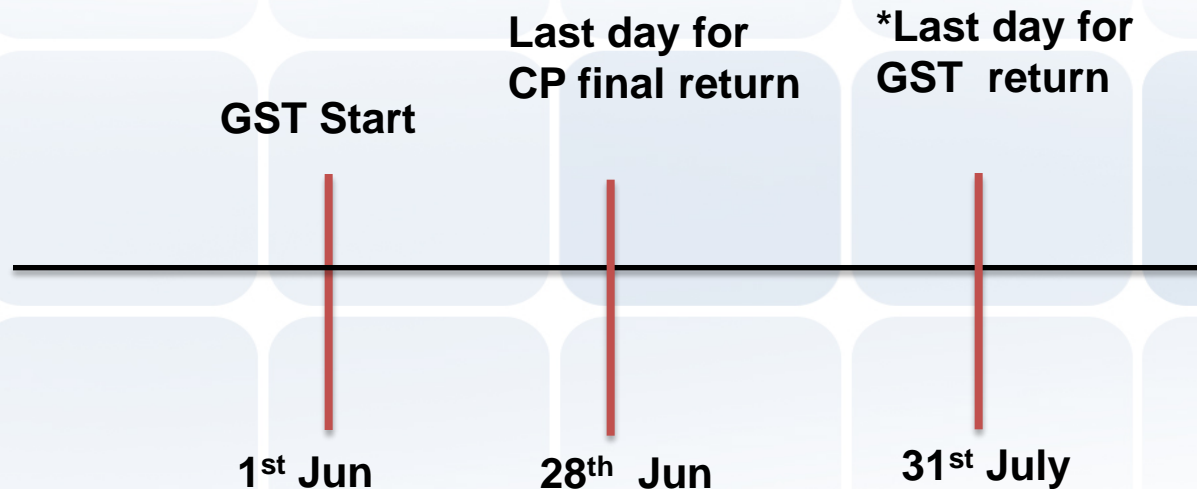 Last day for
CP final return
*Last day for
GST return
GST Start
1st Jun
28th Jun
31st July